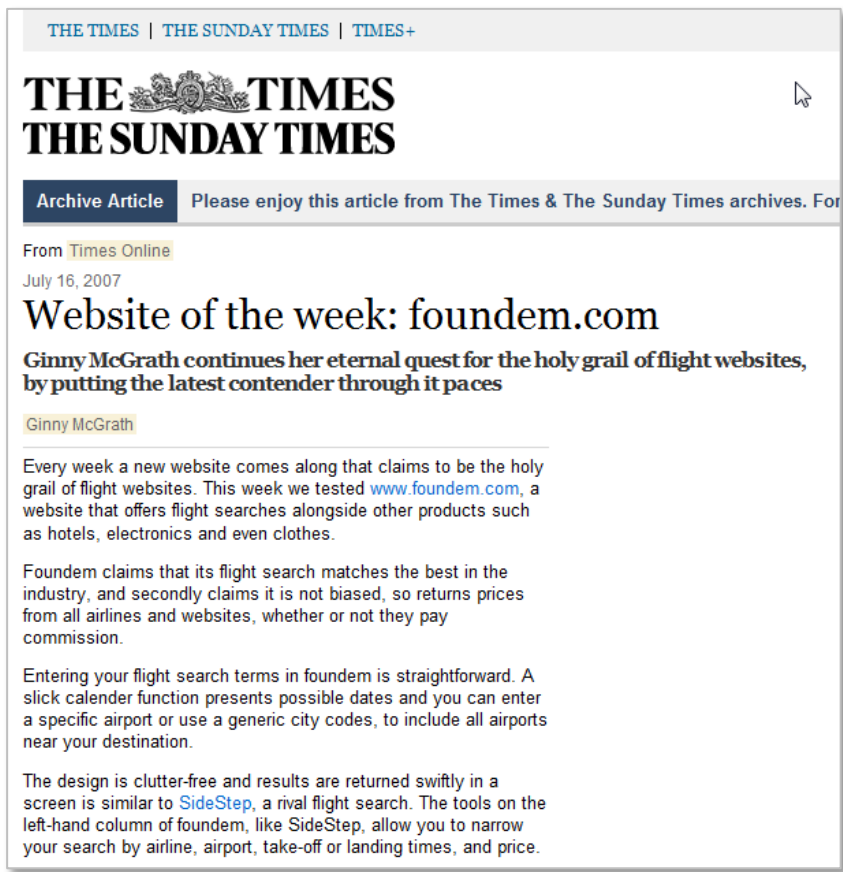 THE TIMES | THE SUNDAY TIMES | TIMES+
THE TIMES
THE SUNDAY TIMES
Archive Article Please enjoy this article from The Times & The Sunday Times archives. For
From Times Online
July 16, 2007
Website of the week: foundem.com
Ginny McGrath continues her eternal quest for the holy grail of flight websites,
by putting the latest contender through it paces
Ginny McGrath
Every week a new website comes along that claims to be the holy
grail of flight websites. This week we tested www.foundem.com, a
website that offers flight searches alongside other products such
as hotels, electronics and even clothes.
Foundem claims that its flight search matches the best in the
industry, and secondly claims it is not biased, so returns prices
from all airlines and websites, whether or not they pay
commission.
Entering your flight search terms in foundem is straightforward. A
slick calender function presents possible dates and you can enter
a specific airport or use a generic city codes, to include all airports
near your destination.
The design is clutter-free and results are returned swiftly in a
screen is similar to SideStep, a rival flight search. The tools on the
left-hand column of foundem, like SideStep, allow you to narrow
your search by airline, airport, take-off or landing times, and price.